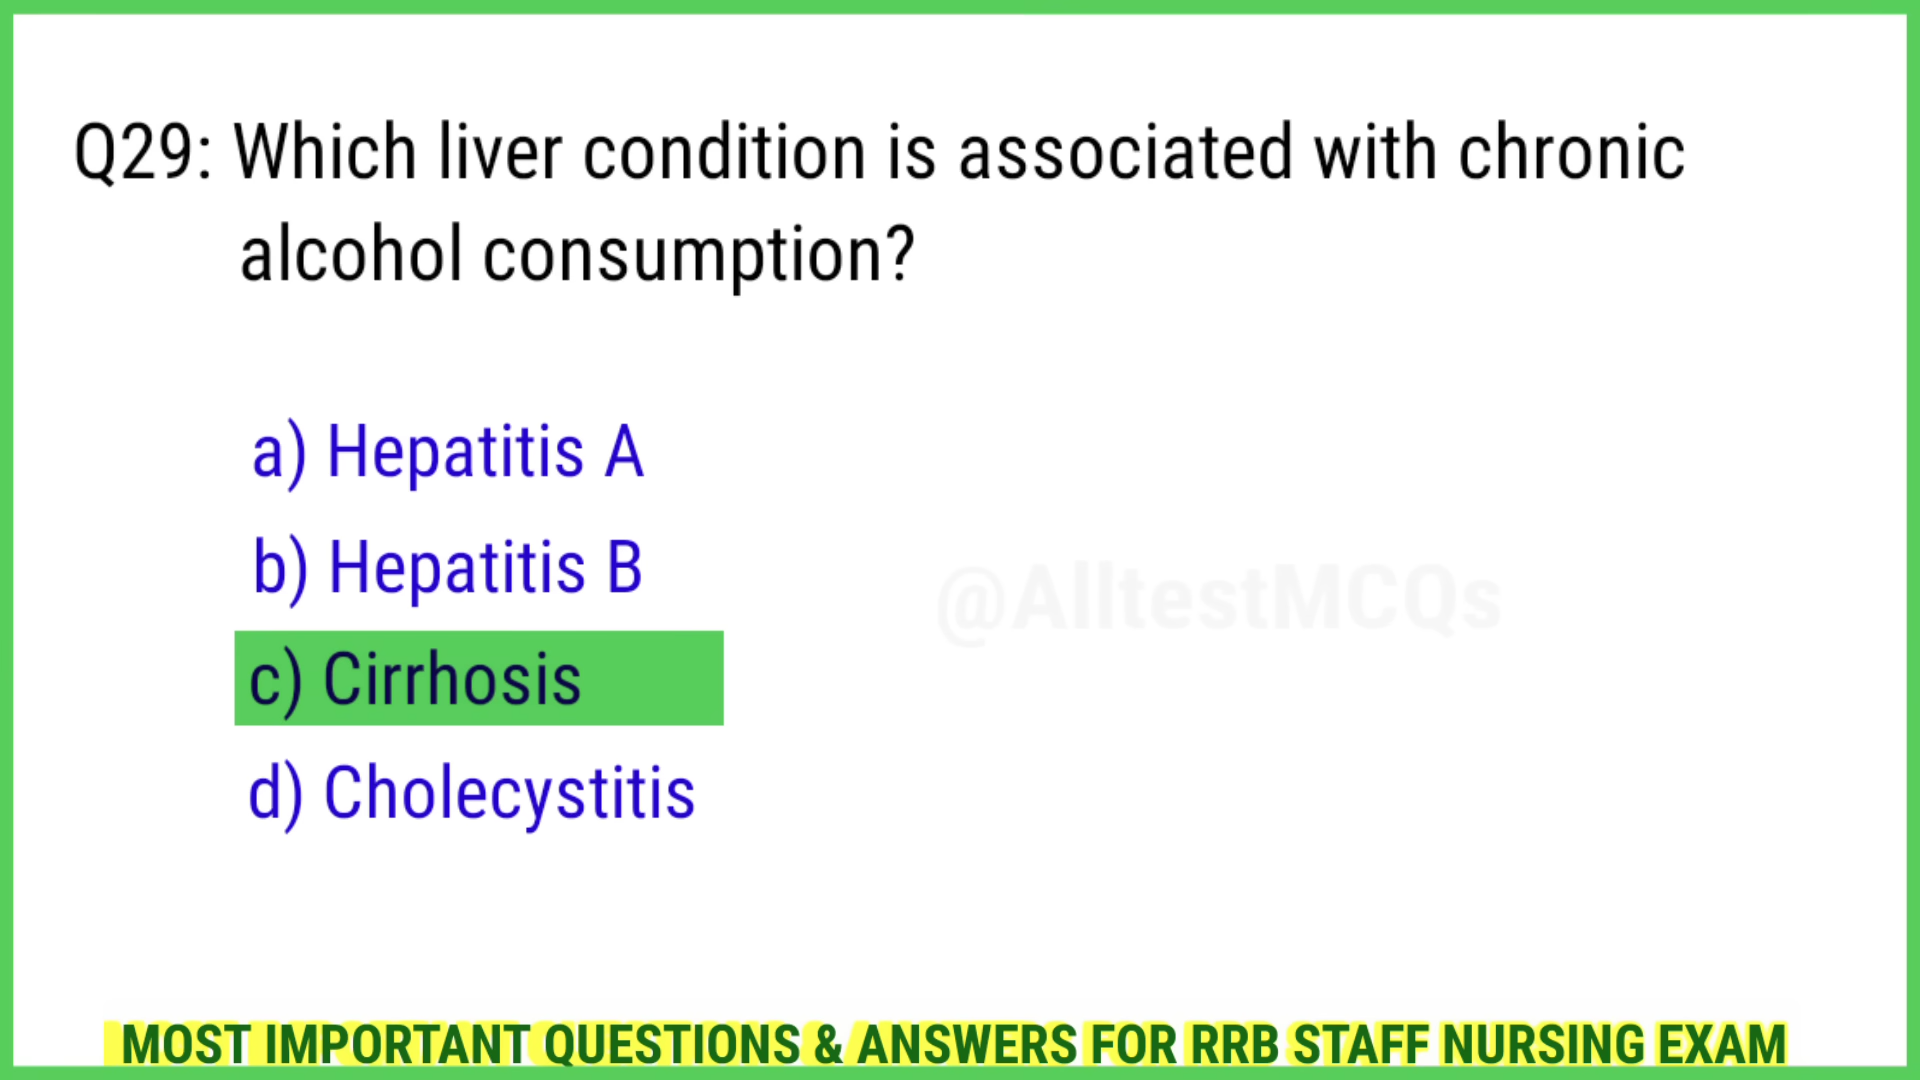 Q29: Which liver condition is associated with chronic
alcohol consumption?
a) Hepatitis A
b) Hepatitis B
@AlltestMCQs
c) Cirrhosis
d) Cholecystitis
MOST IMPORTANT QUESTIONS & ANSWERS FOR RRB STAFF NURSING EXAM